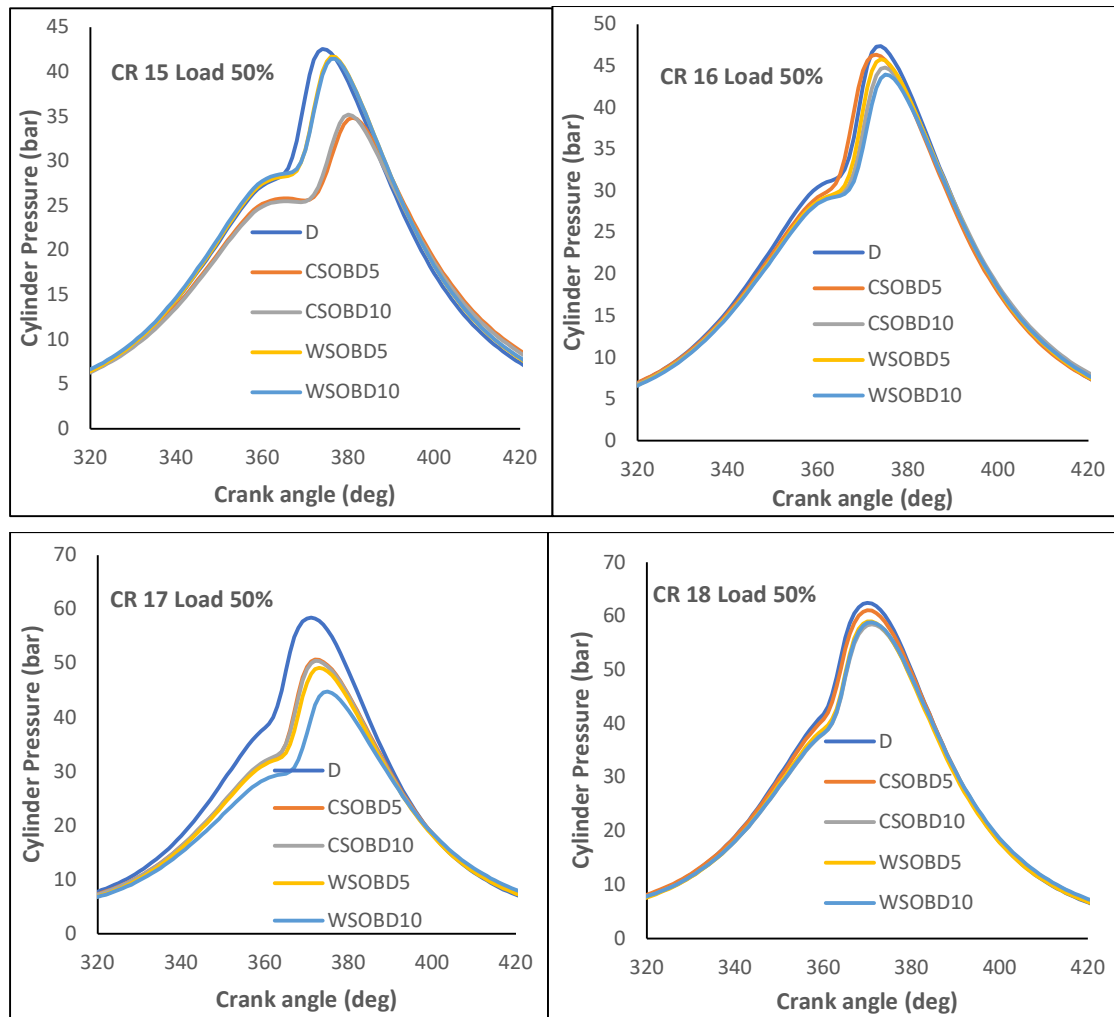 CR 15 Load 50%
Cylinder Pressure (bar)
45
40
35
30
25
20
15
10
5
0
D
CSOBD5
CSOBD10
WSOBD5
WSOBD10
320 340 360 380 400 420
Crank angle (deg)
CR 16 Load 50%
Cylinder Pressure (bar)
50
45
40
35
30
25
20
15
10
5
0
D
CSOBD5
CSOBD10
WSOBD5
WSOBD10
320 340 360 380 400 420
Crank angle (deg)
CR 17 Load 50%
Cylinder Pressure (bar)
70
60
50
40
30
20
10
0
D
CSOBD5
CSOBD10
WSOBD5
WSOBD10
320 340 360 380 400 420
Crank angle (deg)
CR 18 Load 50%
Cylinder Pressure (bar)
70
60
50
40
30
20
10
0
D
CSOBD5
CSOBD10
WSOBD5
WSOBD10
320 340 360 380 400 420
Crank angle (deg)